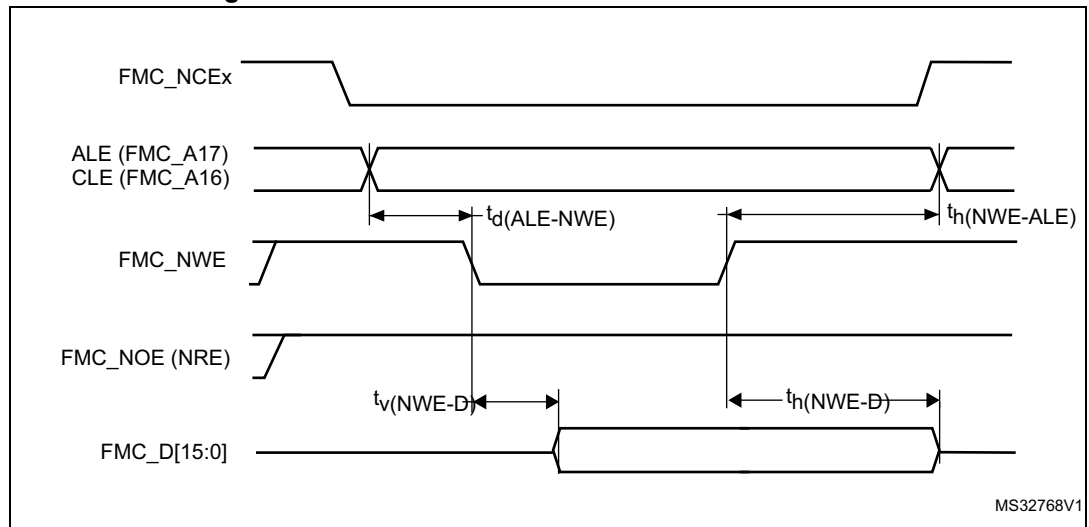 FMC_NCEx
ALE (FMC_A17)
CLE (FMC_A16)
td(ALE-NWE)
th(NWE-ALE)
FMC_NWE
FMC_NOE (NRE)
tv(NWE-D)
th(NWE-D)
FMC_D[15:0]
MS32768V1